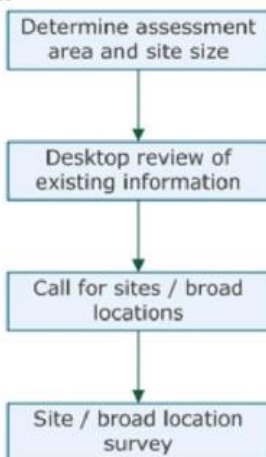 Determine assessment
area and site size
Desktop review of
existing information
Call for sites / broad
locations
Site / broad location
survey